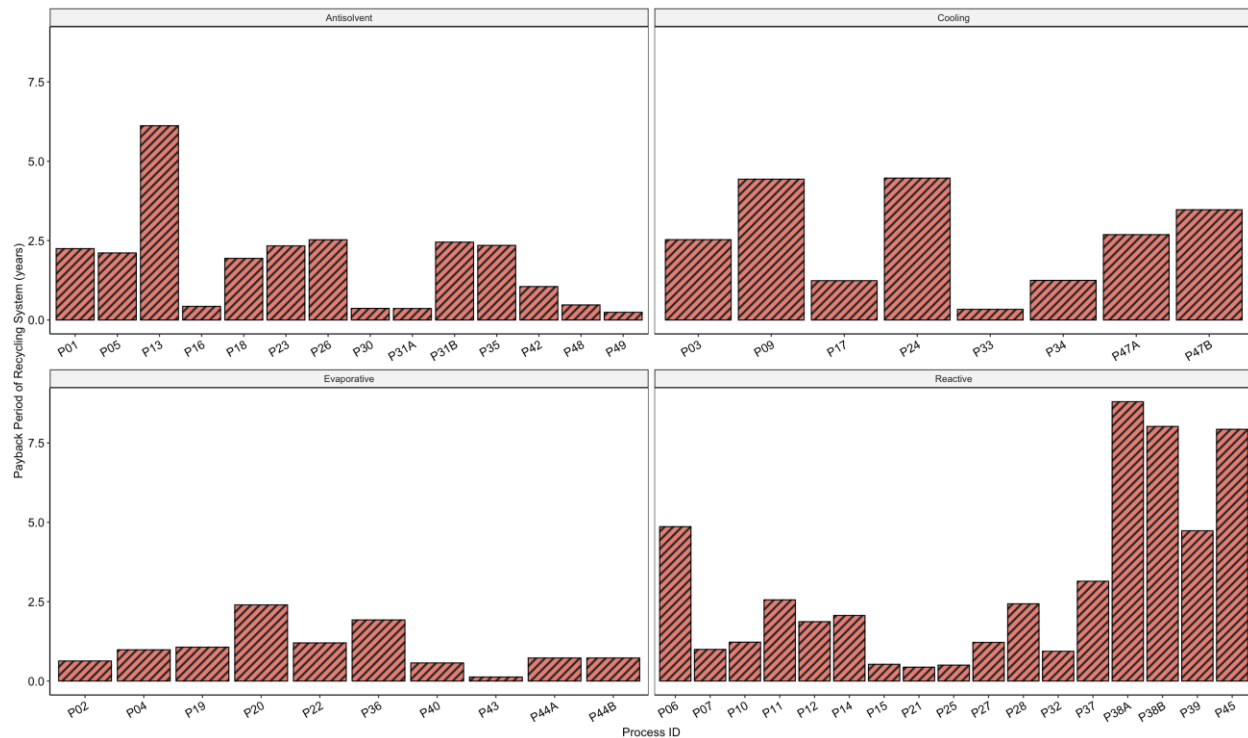 Antisolvent
Cooling
7.5
5.0
2.5
0.0
P01 P05 P13 P16 P18 P23 P26 P30 P31A P31B P35 P42 P48 P49
P03 P09 P17 P24 P33 P34 P47A P47B
Payback Period of Recycling System (years)
Evaporative
Reactive
7.5
5.0
2.5
0.0
P02 P04 P19 P20 P22 P36 P40 P43 P44A P44B
P06 P07 P10 P11 P12 P14 P15 P21 P25 P27 P28 P32 P37 P38A P38B P39 P45
Process ID